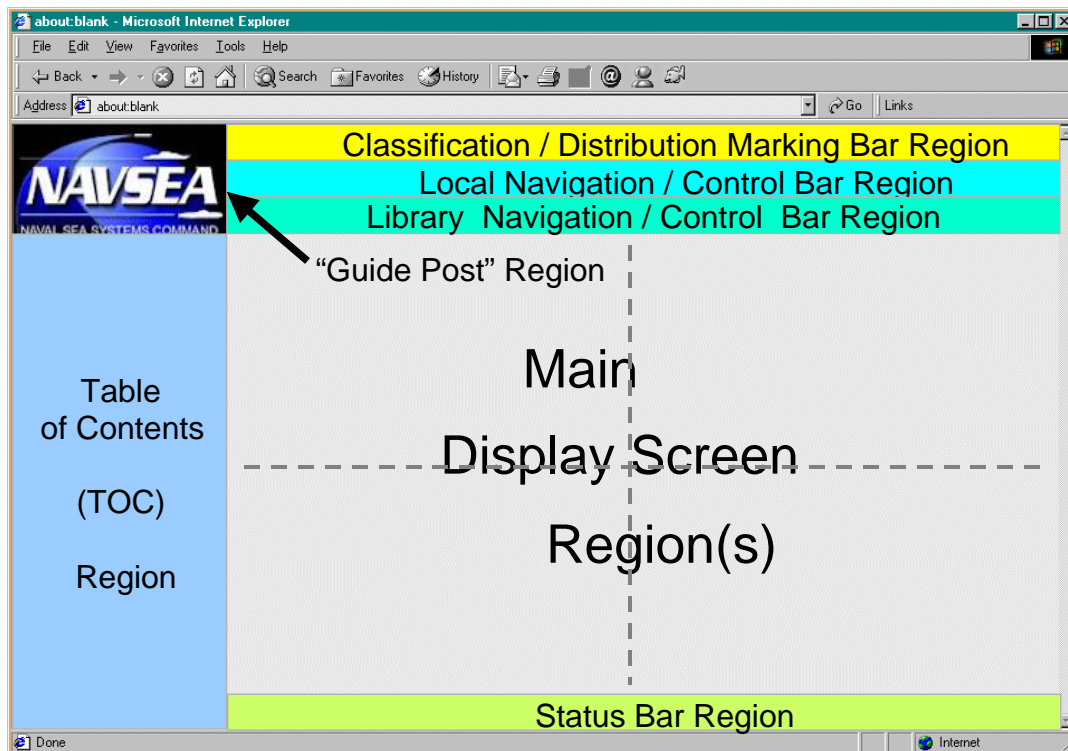 about:blank - Microsoft Internet Explorer
File Edit View Favorites Tools Help
Back Search Favorites History
Address about:blank Go Links
NAVSEA
NAVAL SEA SYSTEMS COMMAND
Classification / Distribution Marking Bar Region
Local Navigation / Control Bar Region
Library Navigation / Control Bar Region
“Guide Post” Region
Table
of Contents
(TOC)
Region
Main
Display Screen
Region(s)
Status Bar Region
Done Internet